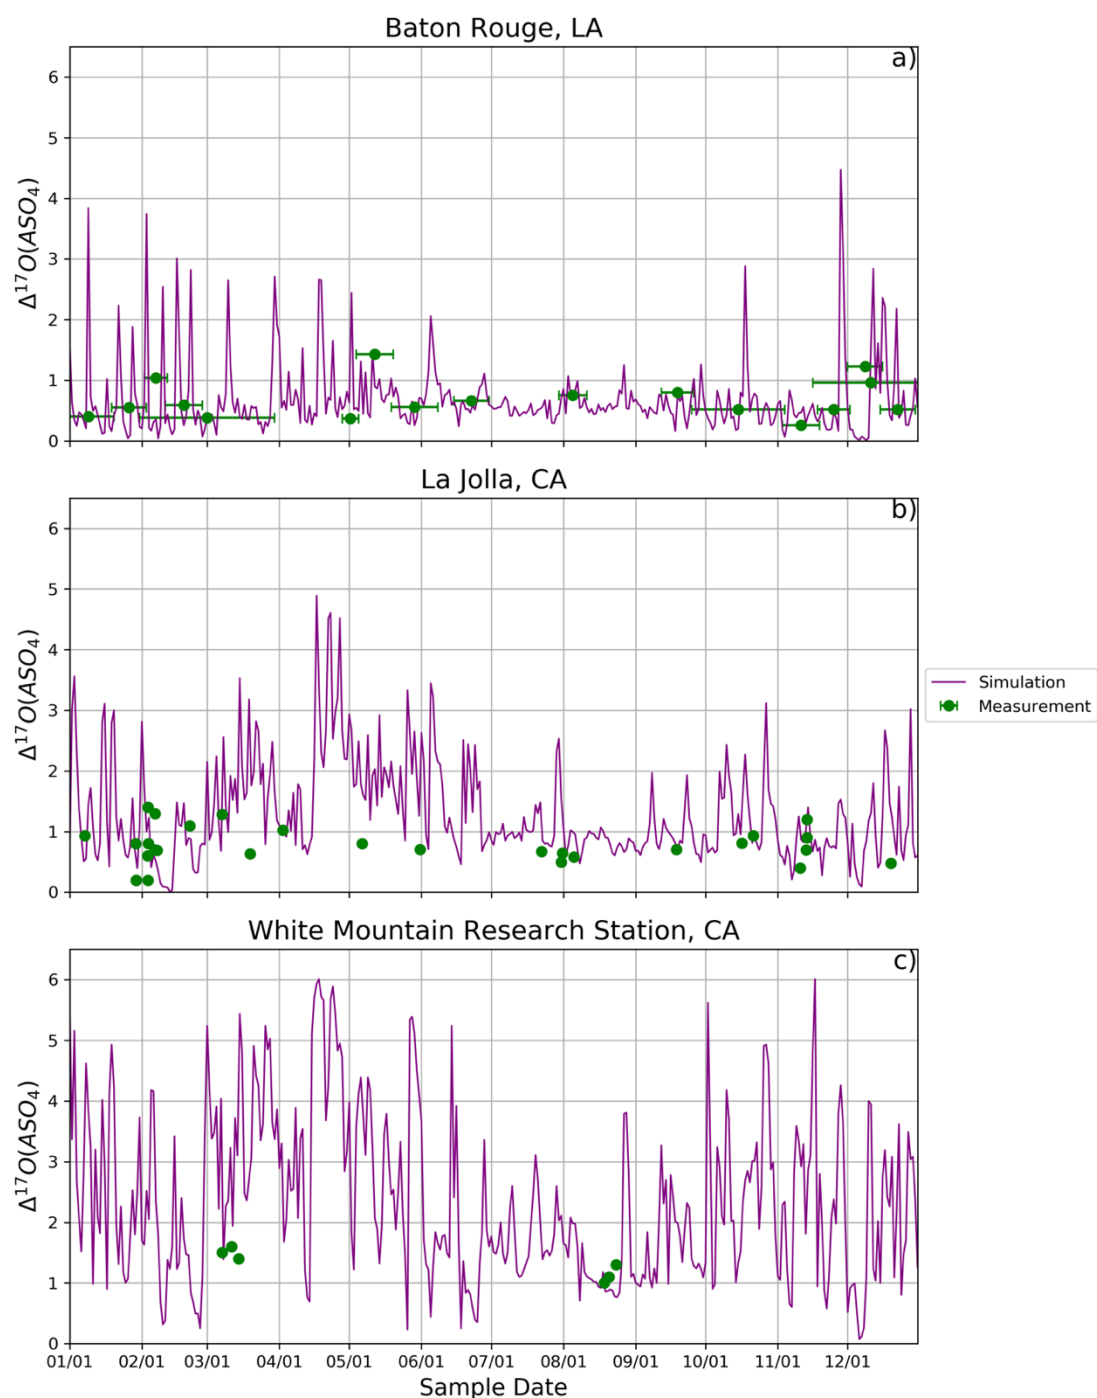 Baton Rouge, LA
a)
6
5
4
3
2
1
0
Δ¹⁷O(ASO₄)
La Jolla, CA
b)
6
5
4
3
2
1
0
Δ¹⁷O(ASO₄)
Simulation
Measurement
White Mountain Research Station, CA
c)
6
5
4
3
2
1
0
Δ¹⁷O(ASO₄)
01/01 02/01 03/01 04/01 05/01 06/01 07/01 08/01 09/01 10/01 11/01 12/01
Sample Date